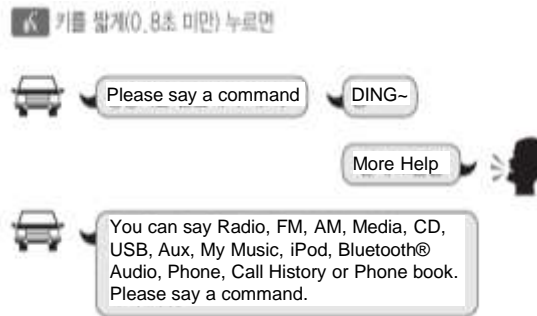 키를 짧게(0.8초 미만) 누르면
Please say a command
DING~
More Help
You can say Radio, FM, AM, Media, CD,
USB, Aux, My Music, iPod, Bluetooth®
Audio, Phone, Call History or Phone book.
Please say a command.